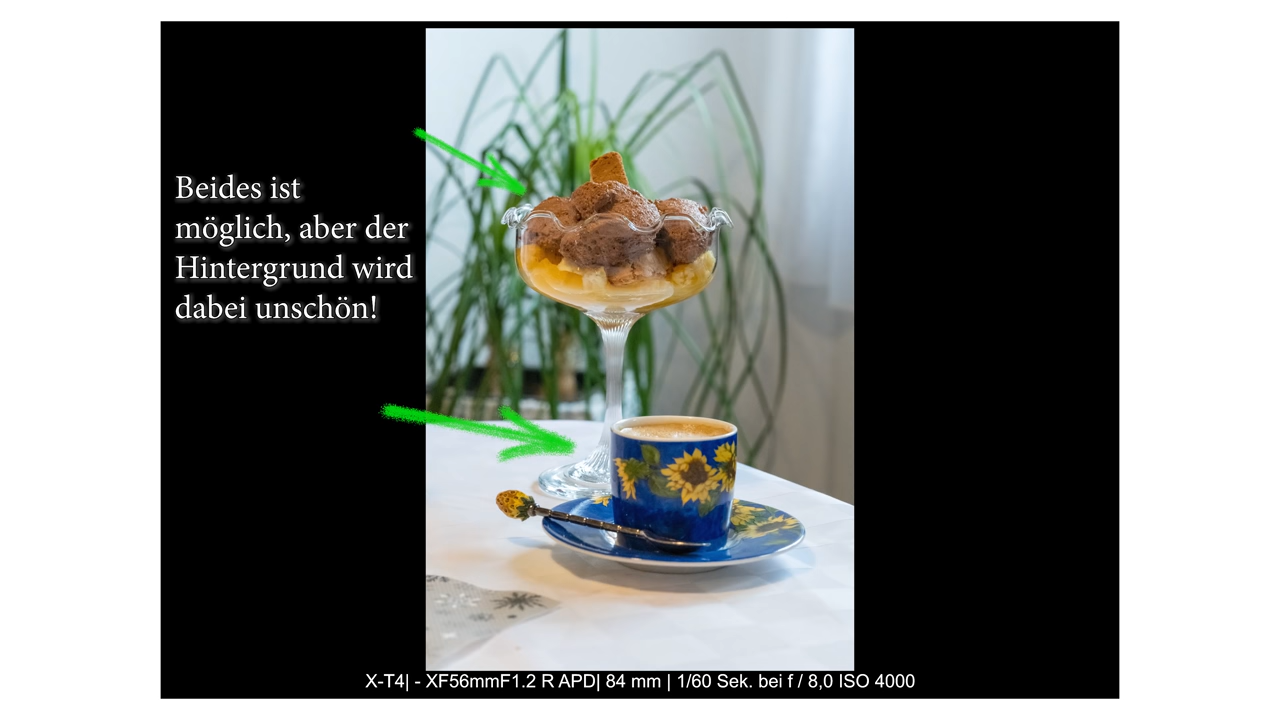 Beides ist
möglich, aber der
Hintergrund wird
dabei unschön!
X-T4| - XF56mmF1.2 R APD| 84 mm | 1/60 Sek. bei f / 8,0 ISO 4000